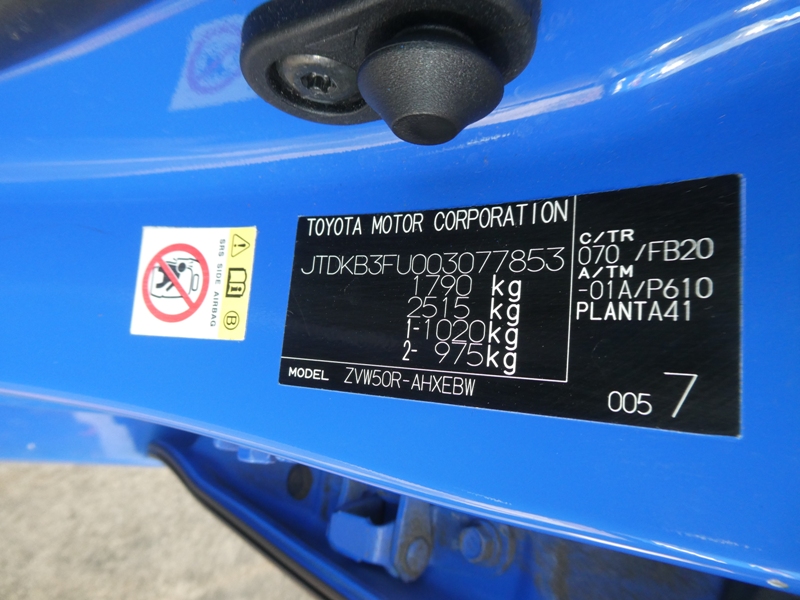 TOYOTA MOTOR CORPORATION
JTDKB3FU003077853
1790 kg
2515 kg
1-1020kg
2- 975kg
MODEL ZVW50R-AHXEBW
C/TR
070 /FB20
A/TM
-01A/P610
PLANTA41
005 7
SRS SIDE AIRBAG
B